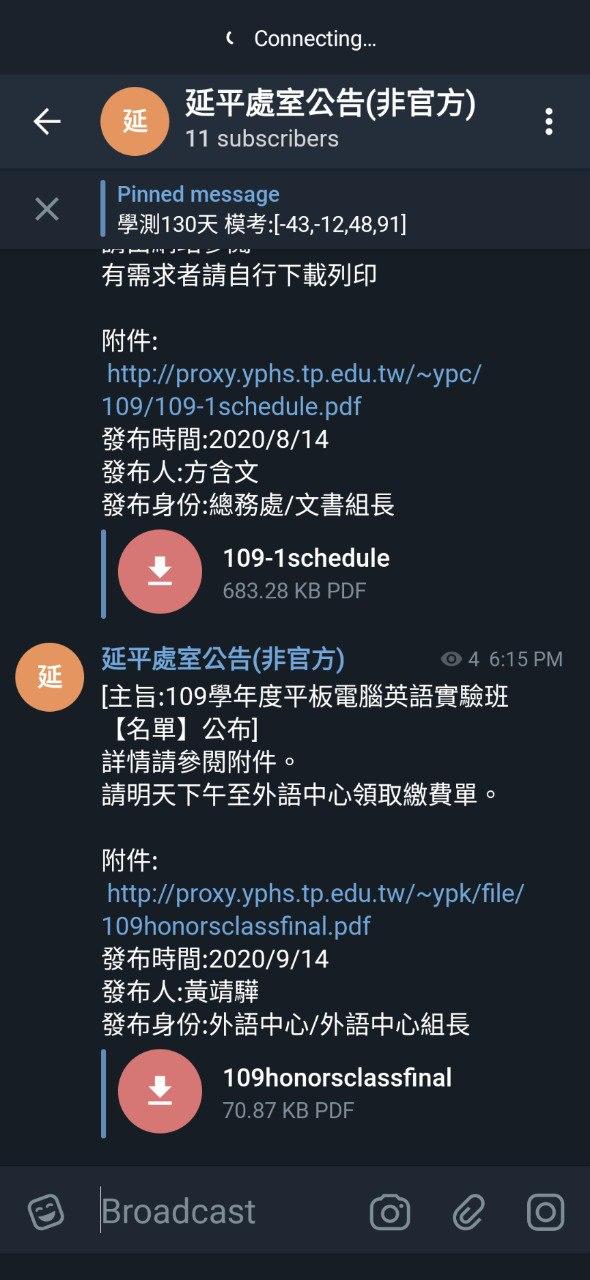 Connecting...
延
延平處室公告(非官方)
11 subscribers
Pinned message
學測130天 模考:[-43,-12,48,91]
有需求者請自行下載列印
附件:
http://proxy.yphs.tp.edu.tw/~ypc/
109/109-1schedule.pdf
發布時間:2020/8/14
發布人:方含文
發布身份:總務處/文書組長
109-1schedule
683.28 KB PDF
延
延平處室公告(非官方) 4 6:15 PM
[主旨:109學年度平板電腦英語實驗班
【名單】公布]
詳情請參閱附件。
請明天下午至外語中心領取繳費單。
附件:
http://proxy.yphs.tp.edu.tw/~ypk/file/
109honorsclassfinal.pdf
發布時間:2020/9/14
發布人:黃靖驊
發布身份:外語中心/外語中心組長
109honorsclassfinal
70.87 KB PDF
Broadcast